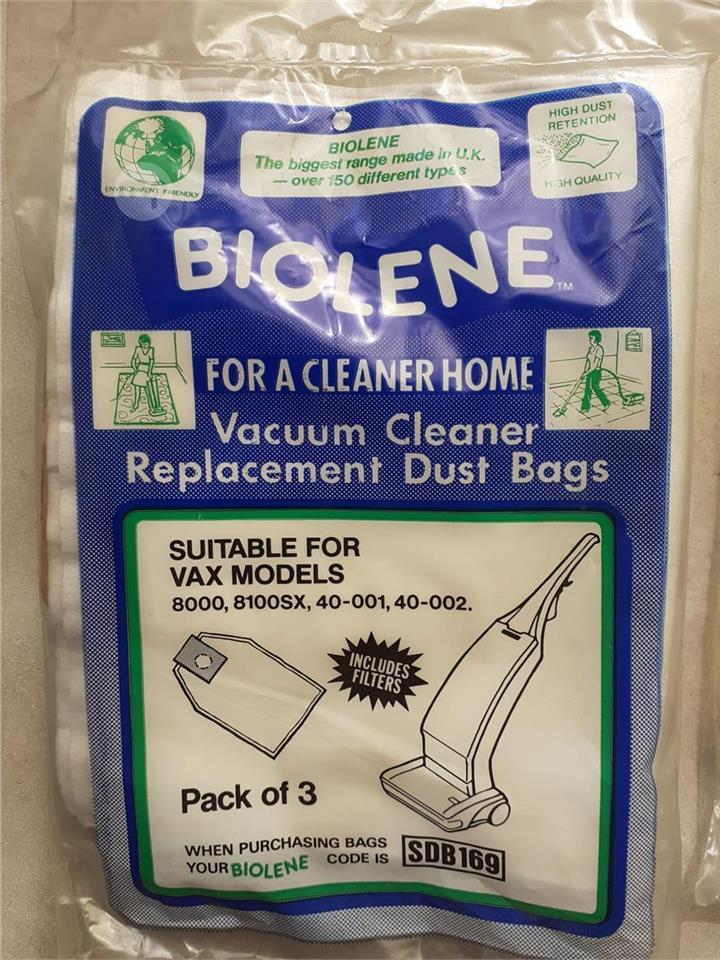 ENVIRONMENT FRIENDLY
BIOLENE
The biggest range made in U.K.
— over 150 different types
HIGH DUST
RETENTION
HIGH QUALITY
BIOLENE™
FOR A CLEANER HOME
Vacuum Cleaner
Replacement Dust Bags
SUITABLE FOR
VAX MODELS
8000, 8100SX, 40-001, 40-002.
INCLUDES
FILTERS
Pack of 3
WHEN PURCHASING BAGS
YOUR BIOLENE CODE IS SDB169